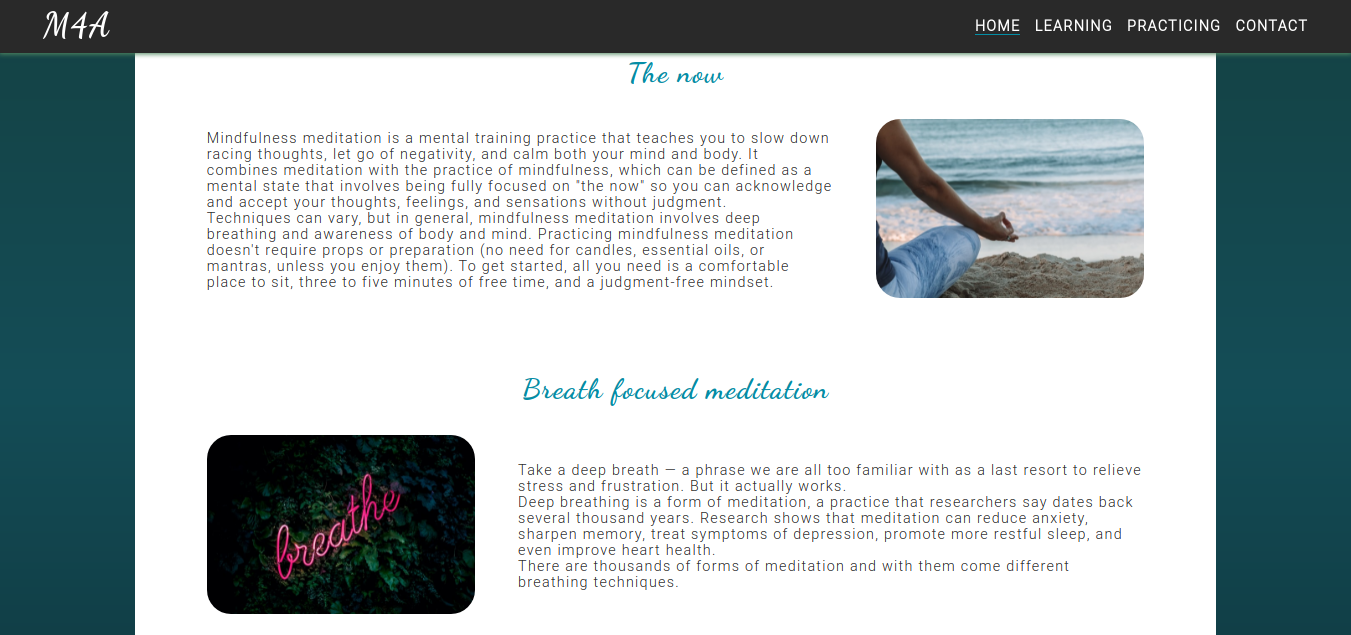 M4A
HOME LEARNING PRACTICING CONTACT
The now
Mindfulness meditation is a mental training practice that teaches you to slow down
racing thoughts, let go of negativity, and calm both your mind and body. It
combines meditation with the practice of mindfulness, which can be defined as a
mental state that involves being fully focused on "the now" so you can acknowledge
and accept your thoughts, feelings, and sensations without judgment.
Techniques can vary, but in general, mindfulness meditation involves deep
breathing and awareness of body and mind. Practicing mindfulness meditation
doesn't require props or preparation (no need for candles, essential oils, or
mantras, unless you enjoy them). To get started, all you need is a comfortable
place to sit, three to five minutes of free time, and a judgment-free mindset.
Breath focused meditation
breathe
Take a deep breath — a phrase we are all too familiar with as a last resort to relieve
stress and frustration. But it actually works.
Deep breathing is a form of meditation, a practice that researchers say dates back
several thousand years. Research shows that meditation can reduce anxiety,
sharpen memory, treat symptoms of depression, promote more restful sleep, and
even improve heart health.
There are thousands of forms of meditation and with them come different
breathing techniques.